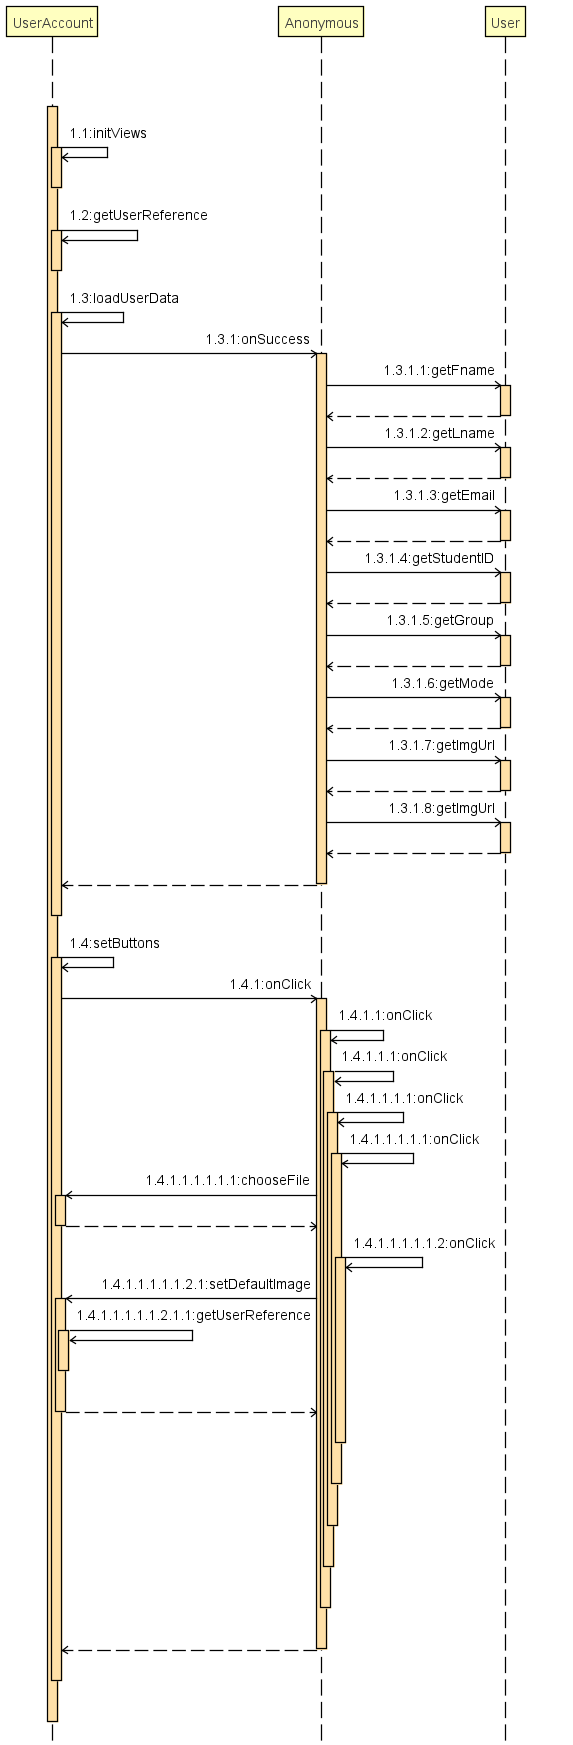 UserAccount
Anonymous
User
1.1:initViews
1.2:getUserReference
1.3:loadUserData
1.3.1:onSuccess
1.3.1.1:getFname
1.3.1.2:getLname
1.3.1.3:getEmail
1.3.1.4:getStudentID
1.3.1.5:getGroup
1.3.1.6:getMode
1.3.1.7:getImgUrl
1.3.1.8:getImgUrl
1.4:setButtons
1.4.1:onClick
1.4.1.1:onClick
1.4.1.1.1:onClick
1.4.1.1.1.1:onClick
1.4.1.1.1.1.1:onClick
1.4.1.1.1.1.1.1:chooseFile
1.4.1.1.1.1.1.2:onClick
1.4.1.1.1.1.1.2.1:setDefaultImage
1.4.1.1.1.1.1.2.1.1:getUserReference